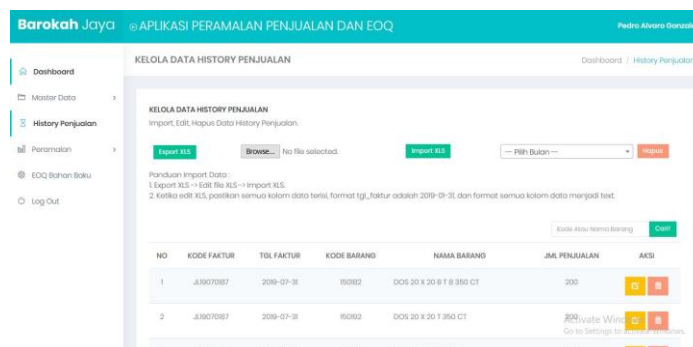 Barokah Jaya
APLIKASI PERAMALAN PENJUALAN DAN EOQ
Pedro Alvaro Gonzale
KELOLA DATA HISTORY PENJUALAN
Dashboard / History Penjualan
Dashboard
Master Data
History Penjualan
Peramalan
EOQ Bahan Baku
Log Out
KELOLA DATA HISTORY PENJUALAN
Import, Edit, Hapus Data History Penjualan.
Export XLS Browse... No file selected. Import XLS --- Pilih Bulan --- Hapus
Panduan Import Data :
1. Export XLS -> Edit file XLS -> Import XLS.
2. Ketika edit XLS, pastikan semua kolom data terisi, format tgl_faktur adalah 2019-01-31, dan format semua kolom data menjadi text.
Kode Atau Nama Barang Cari!
NO KODE FAKTUR TGL FAKTUR KODE BARANG NAMA BARANG JML PENJUALAN AKSI
1 JL19070187 2019-07-31 150182 DOS 20 X 20 9 T B 350 CT 200
2 JL19070187 2019-07-31 150192 DOS 20 X 20 T 350 CT 200
Activate Windows
Go to Settings to activate Windows.